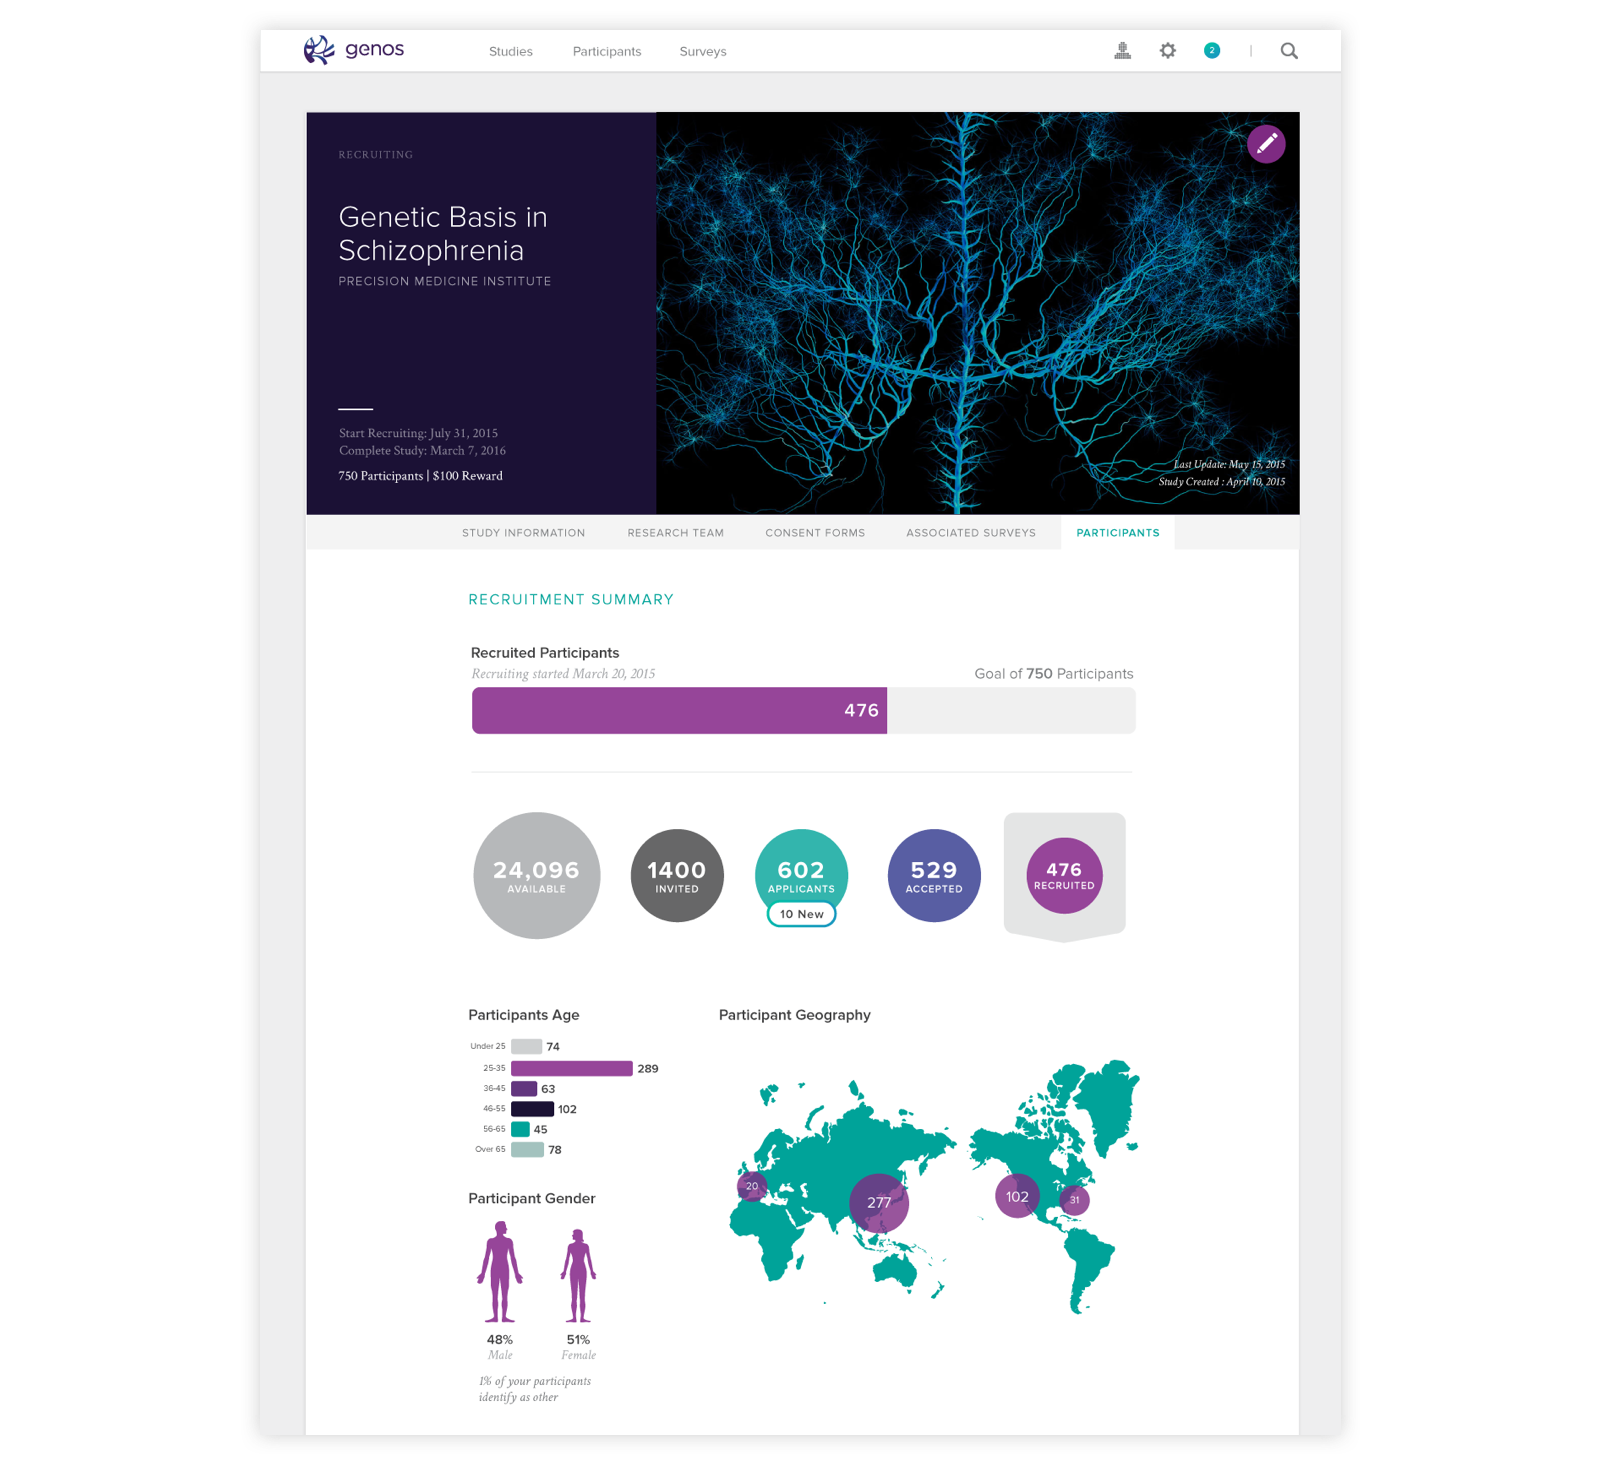 genos
Studies
Participants
Surveys
2
RECRUITING
Genetic Basis in
Schizophrenia
PRECISION MEDICINE INSTITUTE
Start Recruiting: July 31, 2015
Complete Study: March 7, 2016
750 Participants | $100 Reward
Last Update: May 15, 2015
Study Created : April 10, 2015
STUDY INFORMATION
RESEARCH TEAM
CONSENT FORMS
ASSOCIATED SURVEYS
PARTICIPANTS
RECRUITMENT SUMMARY
Recruited Participants
Recruiting started March 20, 2015
Goal of 750 Participants
476
24,096
AVAILABLE
1400
INVITED
602
APPLICANTS
10 New
529
ACCEPTED
476
RECRUITED
Participants Age
Under 25 74
25-35 289
36-45 63
46-55 102
56-65 45
Over 65 78
Participant Geography
20
277
102
31
Participant Gender
48%
Male
51%
Female
1% of your participants
identify as other